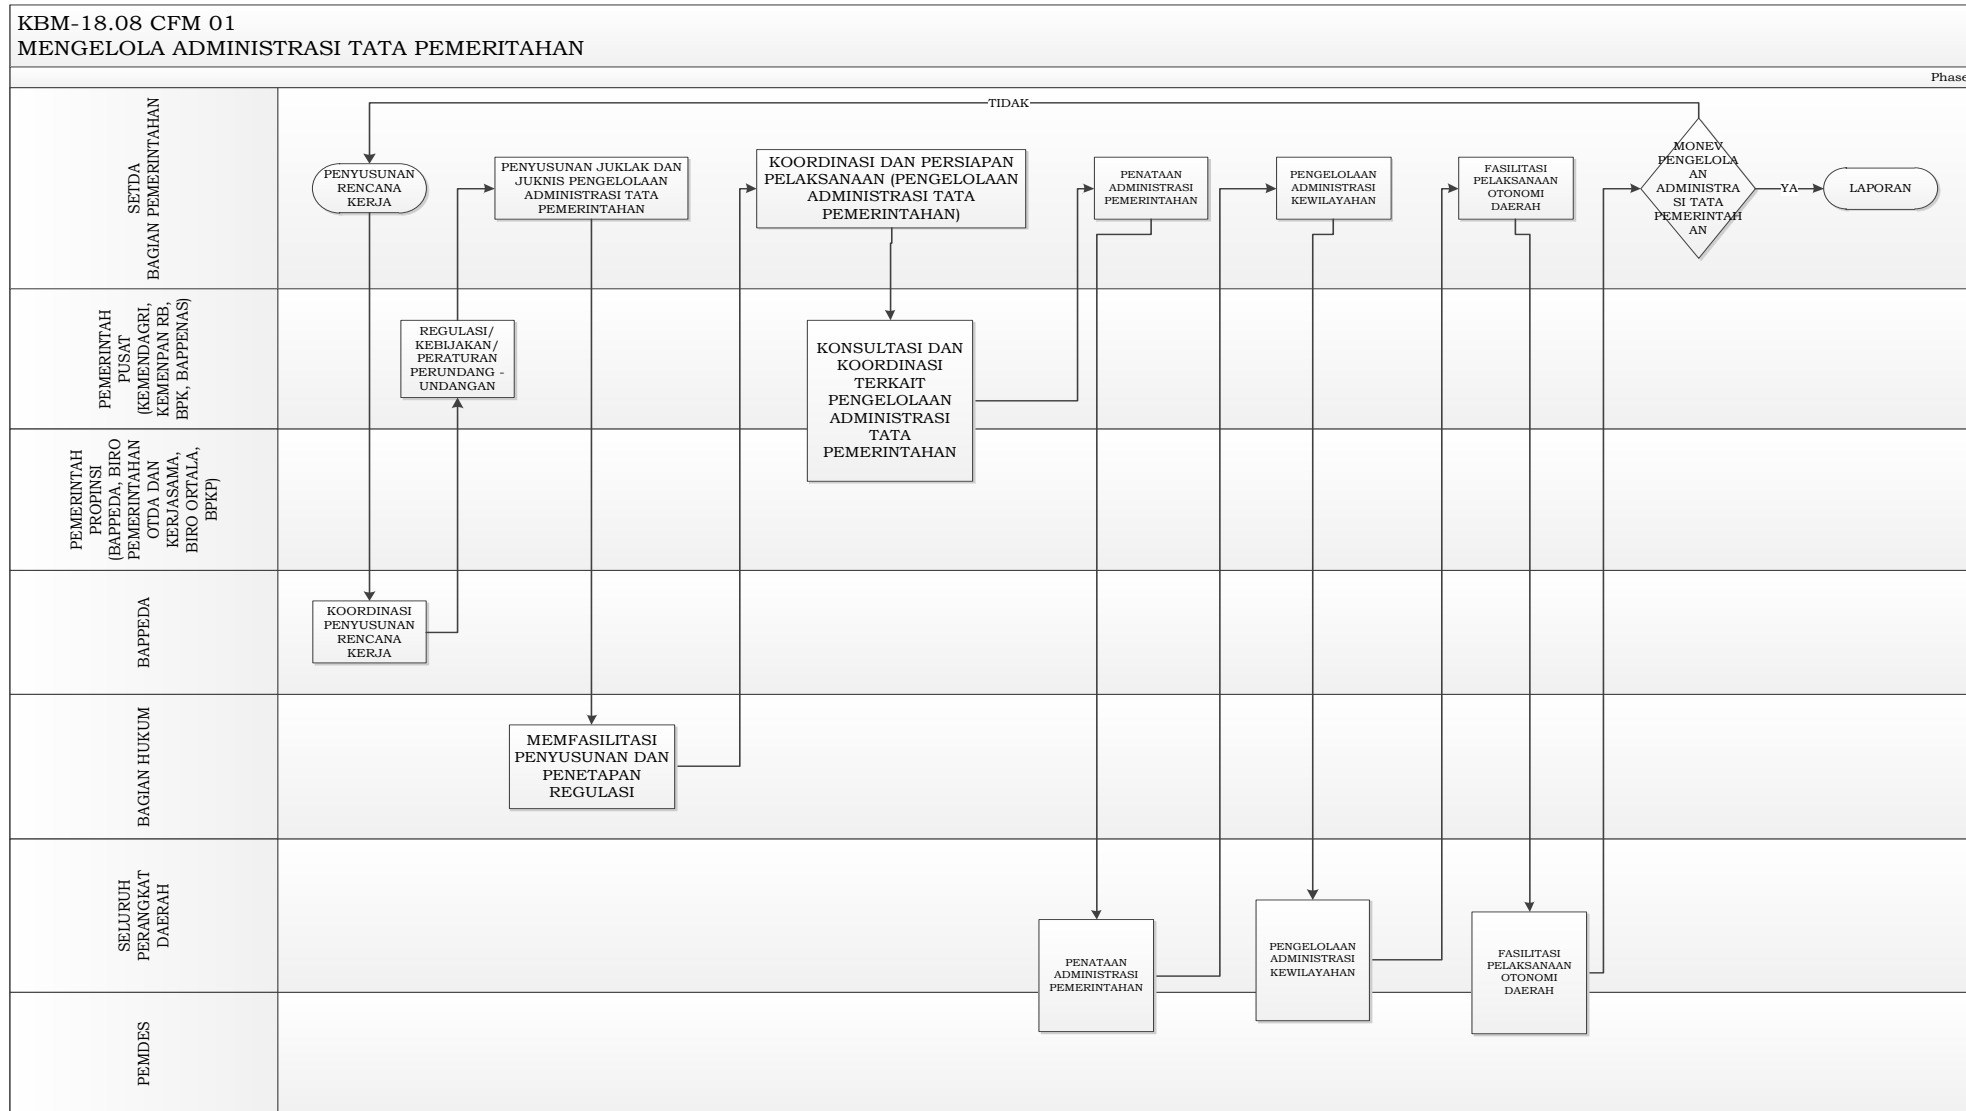 KBM-18.08 CFM 01
MENGELOLA ADMINISTRASI TATA PEMERITAHAN
Phase
SETDA
BAGIAN PEMERINTAHAN
TIDAK
PENYUSUNAN
RENCANA
KERJA
PENYUSUNAN JUKLAK DAN
JUKNIS PENGELOLAAN
ADMINISTRASI TATA
PEMERINTAHAN
KOORDINASI DAN PERSIAPAN
PELAKSANAAN (PENGELOLAAN
ADMINISTRASI TATA
PEMERINTAHAN)
PENATAAN
ADMINISTRASI
PEMERINTAHAN
PENGELOLAAN
ADMINISTRASI
KEWILAYAHAN
FASILITASI
PELAKSANAAN
OTONOMI
DAERAH
MONEV
PENGELOLA
AN
ADMINISTRA
SI TATA
PEMERINTAH
AN
YA
LAPORAN
PEMERINTAH
PUSAT
(KEMENDAGRI,
KEMENPAN RB,
BPK, BAPPENAS)
REGULASI/
KEBIJAKAN/
PERATURAN
PERUNDANG -
UNDANGAN
KONSULTASI DAN
KOORDINASI
TERKAIT
PENGELOLAAN
ADMINISTRASI
TATA
PEMERINTAHAN
PEMERINTAH
PROPINSI
(BAPPEDA, BIRO
PEMERINTAHAN
OTDA DAN
KERJASAMA,
BIRO ORTALA,
BPKP)
BAPPEDA
KOORDINASI
PENYUSUNAN
RENCANA
KERJA
BAGIAN HUKUM
MEMFASILITASI
PENYUSUNAN DAN
PENETAPAN
REGULASI
SELURUH
PERANGKAT
DAERAH
PENATAAN
ADMINISTRASI
PEMERINTAHAN
PENGELOLAAN
ADMINISTRASI
KEWILAYAHAN
FASILITASI
PELAKSANAAN
OTONOMI
DAERAH
PEMDES